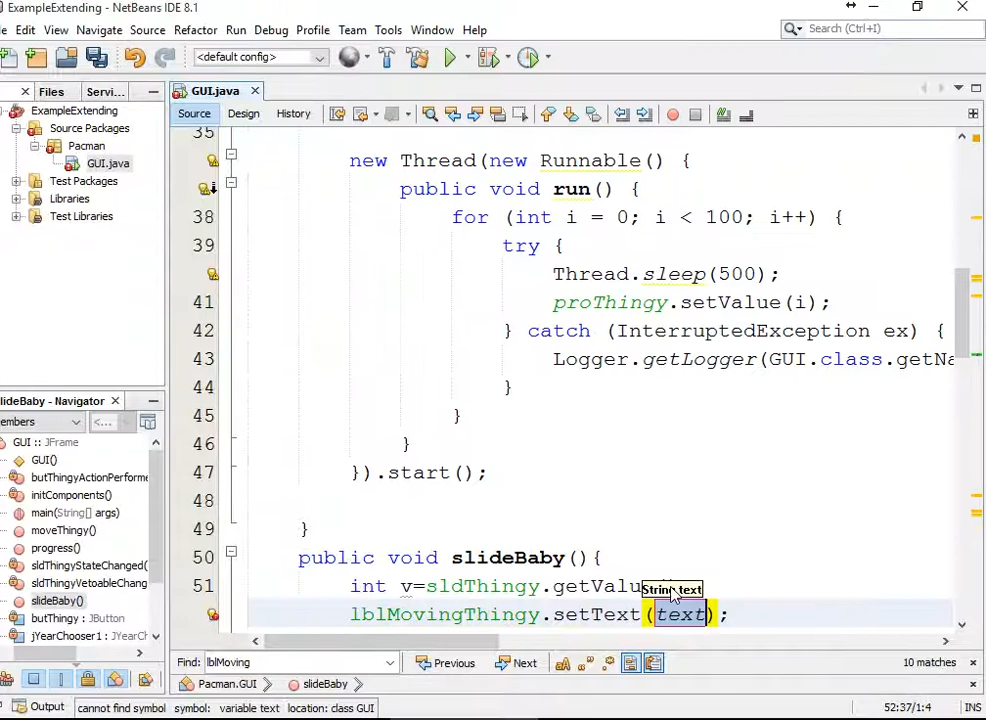 ExampleExtending - NetBeans IDE 8.1
Edit View Navigate Source Refactor Run Debug Profile Team Tools Window Help
Search (Ctrl+I)
<default config>
Files Servi...
GUI.java
ExampleExtending
Source Packages
Pacman
GUI.java
Test Packages
Libraries
Test Libraries
Source Design History
35
new Thread(new Runnable() {
public void run() {
38 for (int i = 0; i < 100; i++) {
39 try {
Thread.sleep(500);
41 proThingy.setValue(i);
42 } catch (InterruptedException ex) {
43 Logger.getLogger(GUI.class.getNa
44 }
45 }
46 }
47 }).start();
48
49 }
50 public void slideBaby(){
51 int v=sldThingy.getValu
String text
lblMovingThingy.setText(text);
slideBaby - Navigator
embers <...
GUI :: JFrame
GUI()
butThingyActionPerforme
initComponents()
main(String[] args)
moveThingy()
progress()
sldThingyStateChanged(
sldThingyVetoableChang
slideBaby()
butThingy : JButton
jYearChooser1 : JYearCh
Find: lblMoving Previous Next 10 matches
Pacman.GUI slideBaby
Output cannot find symbol symbol: variable text location: class GUI 52:37/1:4 INS